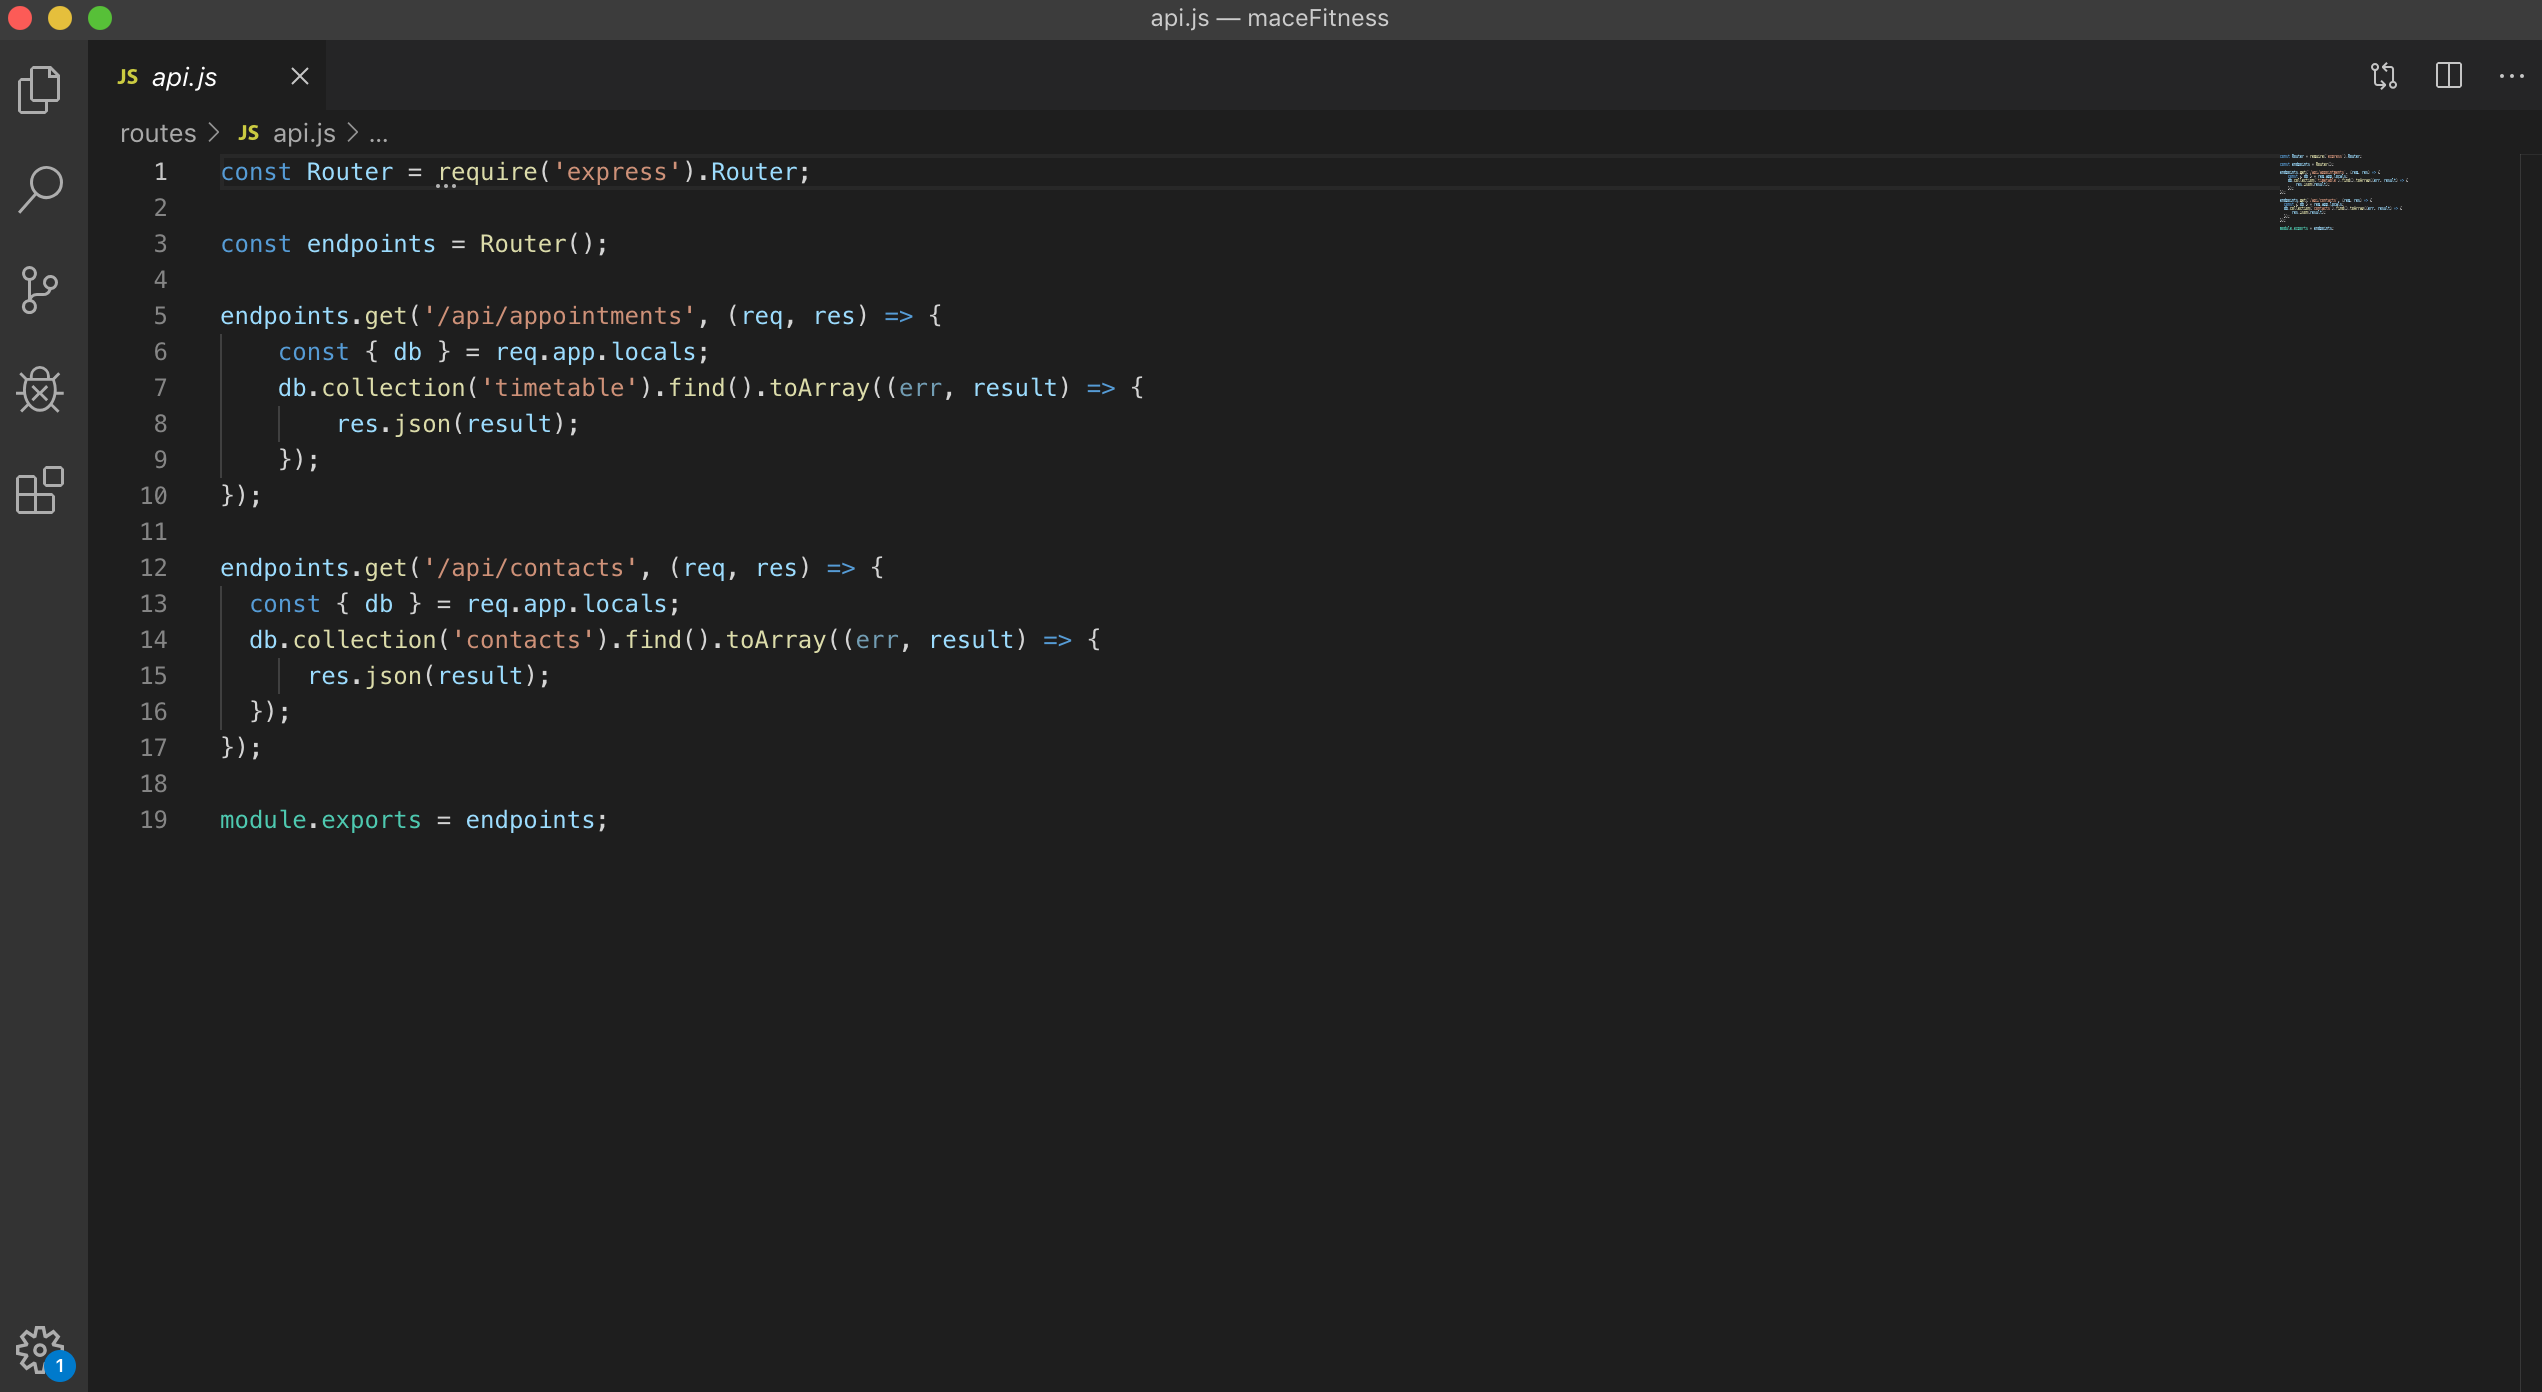 api.js — maceFitness
JS api.js
routes > JS api.js > ...
1 const Router = require('express').Router;
2
3 const endpoints = Router();
4
5 endpoints.get('/api/appointments', (req, res) => {
6     const { db } = req.app.locals;
7     db.collection('timetable').find().toArray((err, result) => {
8         res.json(result);
9     });
10 });
11
12 endpoints.get('/api/contacts', (req, res) => {
13   const { db } = req.app.locals;
14   db.collection('contacts').find().toArray((err, result) => {
15       res.json(result);
16   });
17 });
18
19 module.exports = endpoints;
1